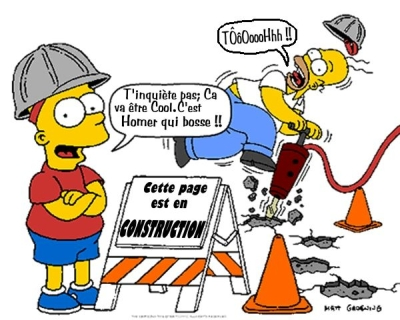 TÔôOoooHhh !!
T'inquiète pas; Ca
va être Cool.C'est
Homer qui bosse !!
Cette page
est en
CONSTRUCTION
MATT GROENING